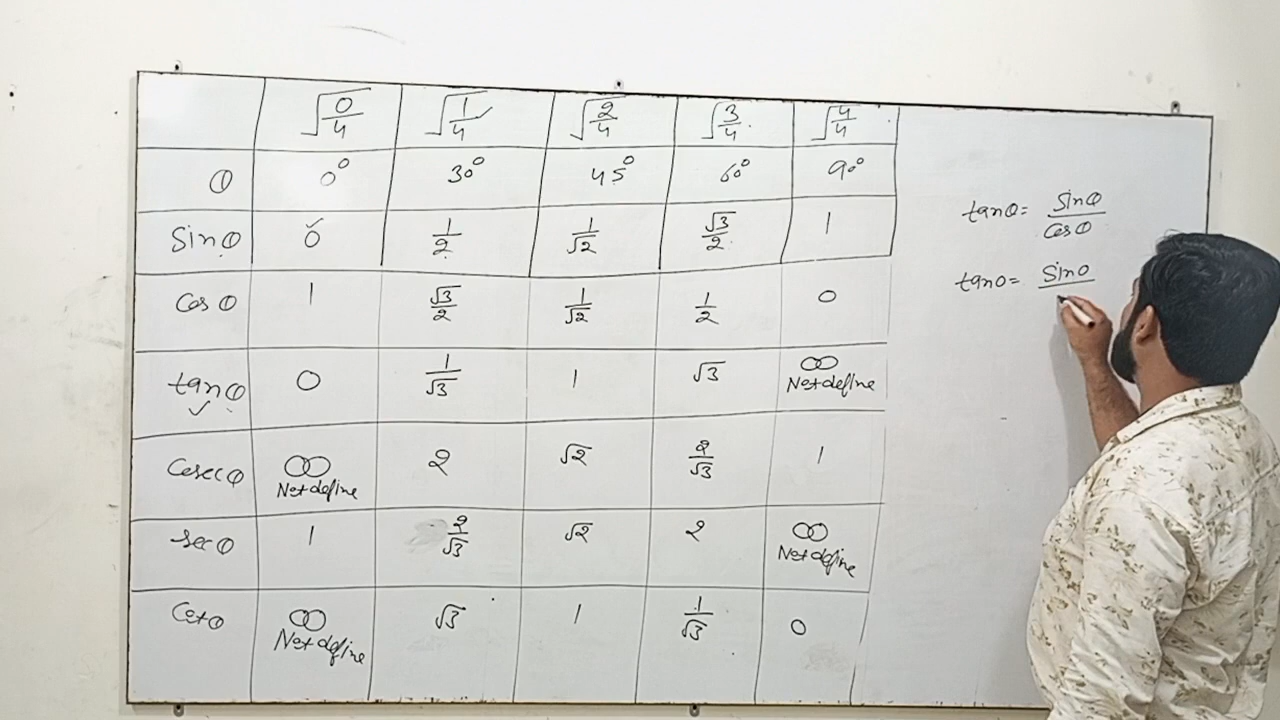 √0/4 √1/4 √2/4 √3/4 √4/4
θ 0° 30° 45° 60° 90°
Sinθ 0 1/2 1/√2 √3/2 1
Cosθ 1 √3/2 1/√2 1/2 0
tanθ 0 1/√3 1 √3 ∞ Not define
Cosecθ ∞ Not define 2 √2 2/√3 1
Secθ 1 2/√3 √2 2 ∞ Not define
Cotθ ∞ Not define √3 1 1/√3 0
tanθ = Sinθ/Cosθ
tan0 = Sin0